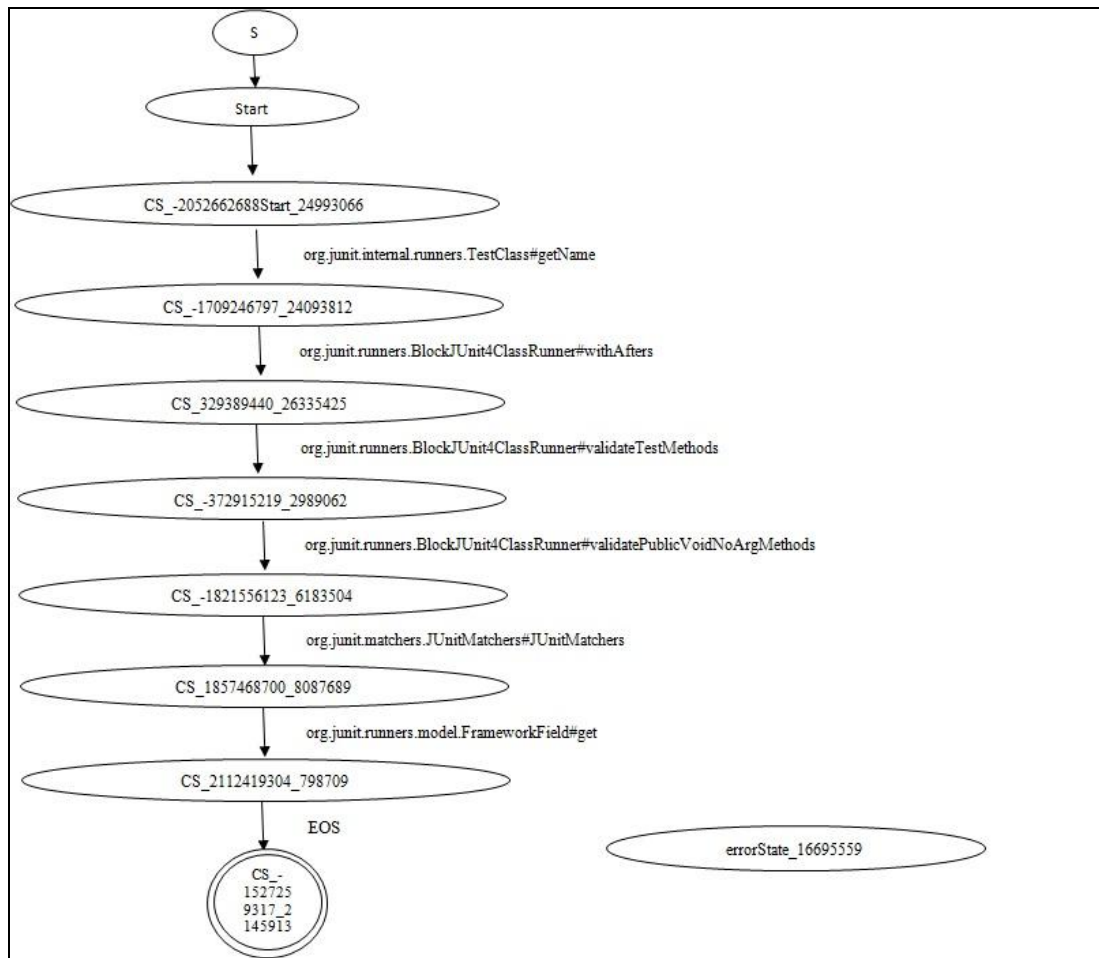 S
Start
CS_-2052662688Start_24993066
org.junit.internal.runners.TestClass#getName
CS_-1709246797_24093812
org.junit.runners.BlockJUnit4ClassRunner#withAfters
CS_329389440_26335425
org.junit.runners.BlockJUnit4ClassRunner#validateTestMethods
CS_-372915219_2989062
org.junit.runners.BlockJUnit4ClassRunner#validatePublicVoidNoArgMethods
CS_-1821556123_6183504
org.junit.matchers.JUnitMatchers#JUnitMatchers
CS_1857468700_8087689
org.junit.runners.model.FrameworkField#get
CS_2112419304_798709
EOS
errorState_16695559
CS_-
152725
9317_2
145913